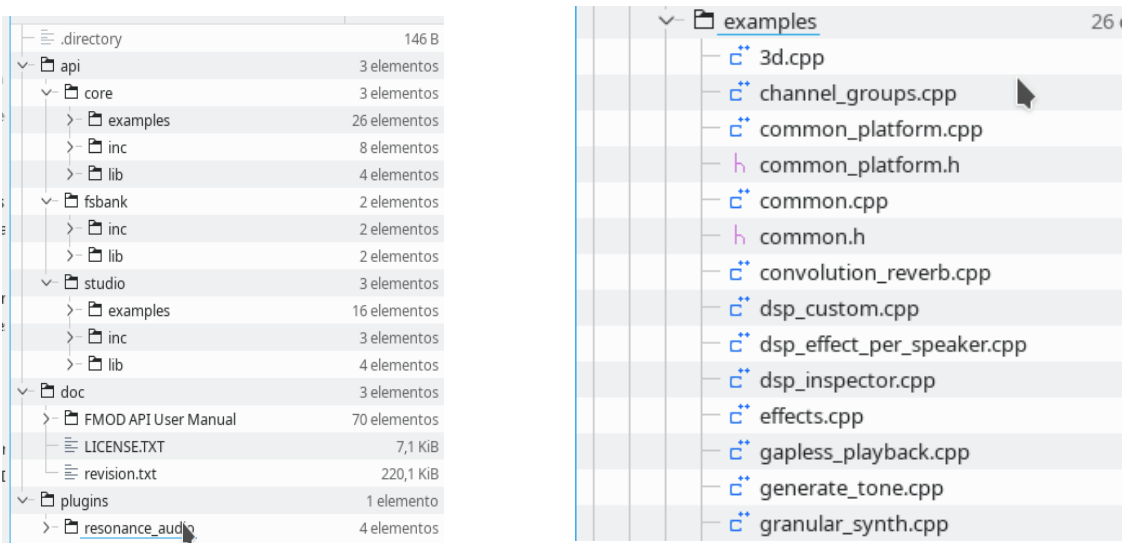 .directory 146 B
api 3 elementos
core 3 elementos
examples 26 elementos
inc 8 elementos
lib 4 elementos
fsbank 2 elementos
inc 2 elementos
lib 2 elementos
studio 3 elementos
examples 16 elementos
inc 3 elementos
lib 4 elementos
doc 3 elementos
FMOD API User Manual 70 elementos
LICENSE.TXT 7,1 KiB
revision.txt 220,1 KiB
plugins 1 elemento
resonance_audio 4 elementos
examples 26
3d.cpp
channel_groups.cpp
common_platform.cpp
common_platform.h
common.cpp
common.h
convolution_reverb.cpp
dsp_custom.cpp
dsp_effect_per_speaker.cpp
dsp_inspector.cpp
effects.cpp
gapless_playback.cpp
generate_tone.cpp
granular_synth.cpp